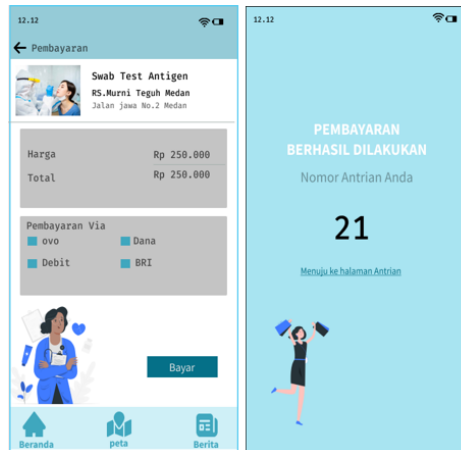 12.12
Pembayaran
Swab Test Antigen
RS.Murni Teguh Medan
Jalan jawa No.2 Medan
Harga Rp 250.000
Total Rp 250.000
Pembayaran Via
ovo Dana
Debit BRI
Bayar
Beranda peta Berita
12.12
PEMBAYARAN
BERHASIL DILAKUKAN
Nomor Antrian Anda
21
Menuju ke halaman Antrian